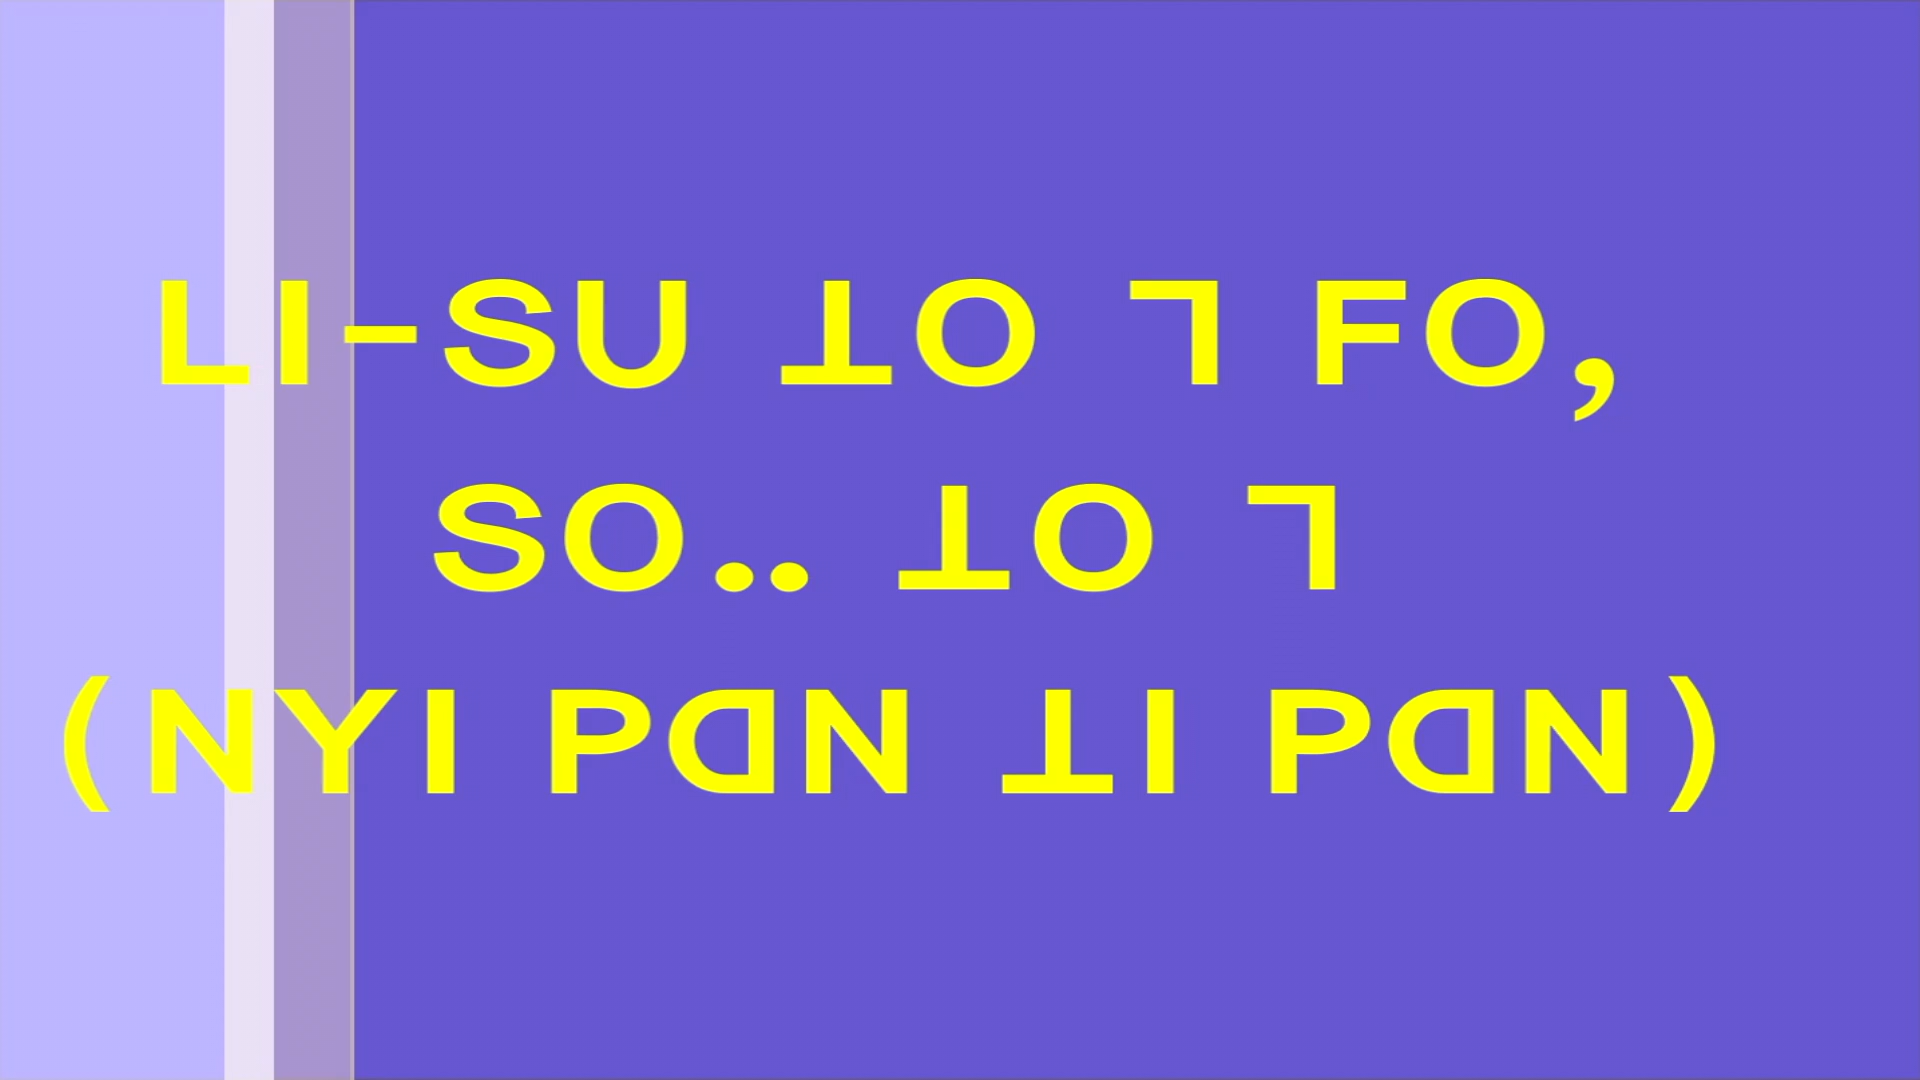 ꓡꓲ-ꓢꓴ ꓕꓳ ꓶ ꓝꓳꓹ
ꓢꓳꓺ ꓕꓳ ꓶ
(ꓠꓬꓲ ꓑꓷꓠ ꓕꓲ ꓑꓷꓠ)